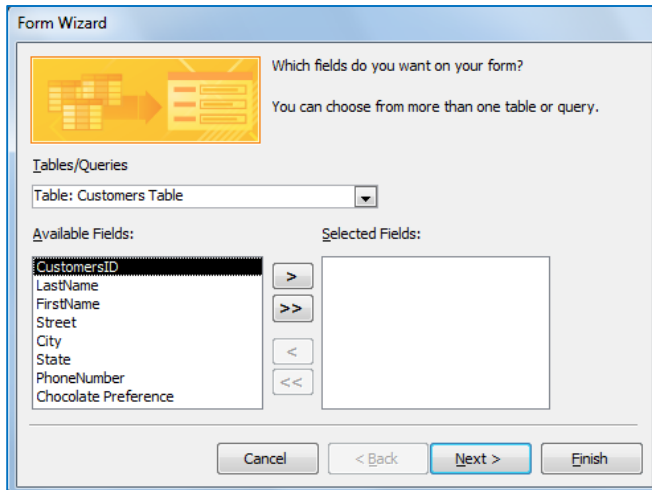 Form Wizard
Which fields do you want on your form?
You can choose from more than one table or query.
Tables/Queries
Table: Customers Table
Available Fields:
Selected Fields:
CustomersID
LastName
FirstName
Street
City
State
PhoneNumber
Chocolate Preference
>
>>
<
<<
Cancel
< Back
Next >
Finish